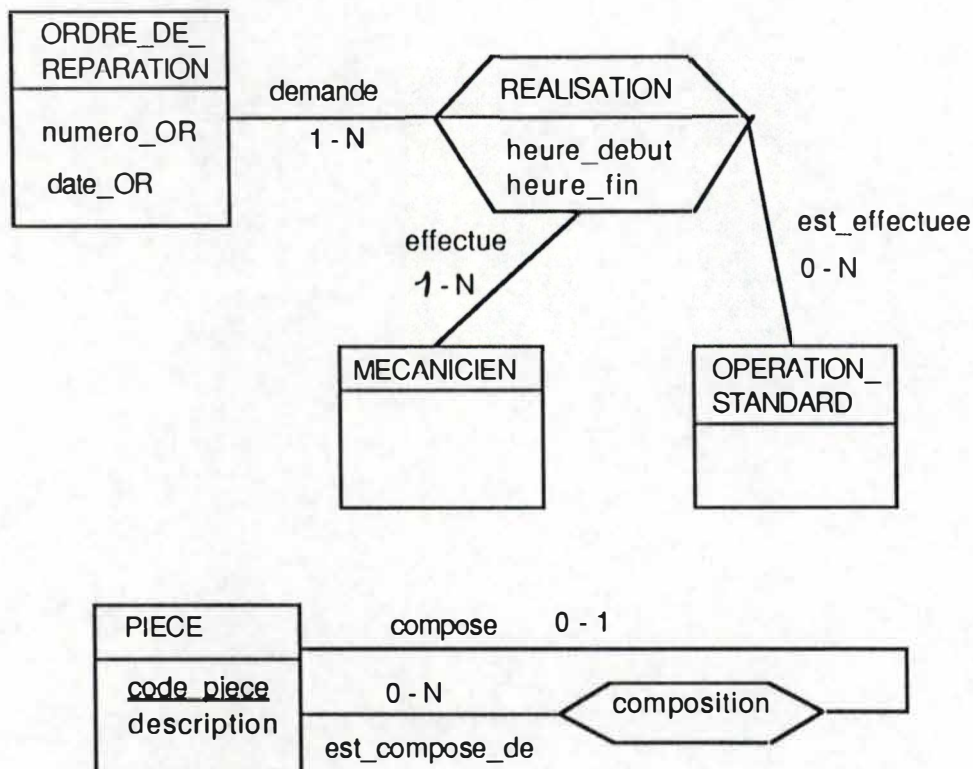 ORDRE_DE_
REPARATION
numero_OR
date_OR
demande
1 - N
REALISATION
heure_debut
heure_fin
effectue
1 - N
est_effectuee
0 - N
MECANICIEN
OPERATION_
STANDARD
PIECE
code_piece
description
compose 0 - 1
0 - N
est_compose_de
composition